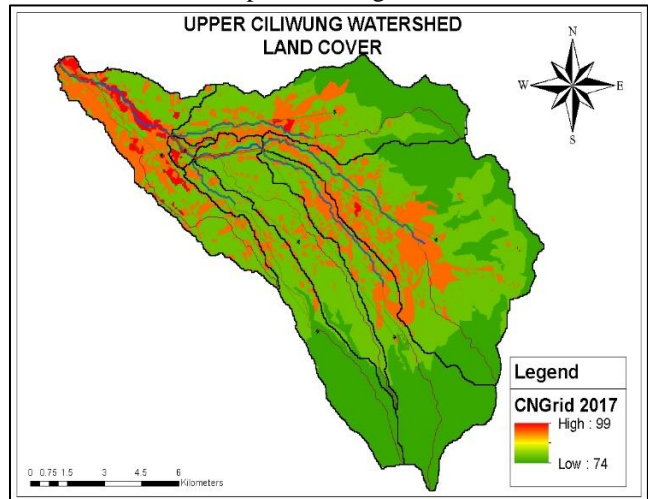 UPPER CILIWUNG WATERSHED
LAND COVER
N
W E
S
Legend
CNGrid 2017
High : 99
Low : 74
0 0.75 1.5 3 4.5 6
Kilometers